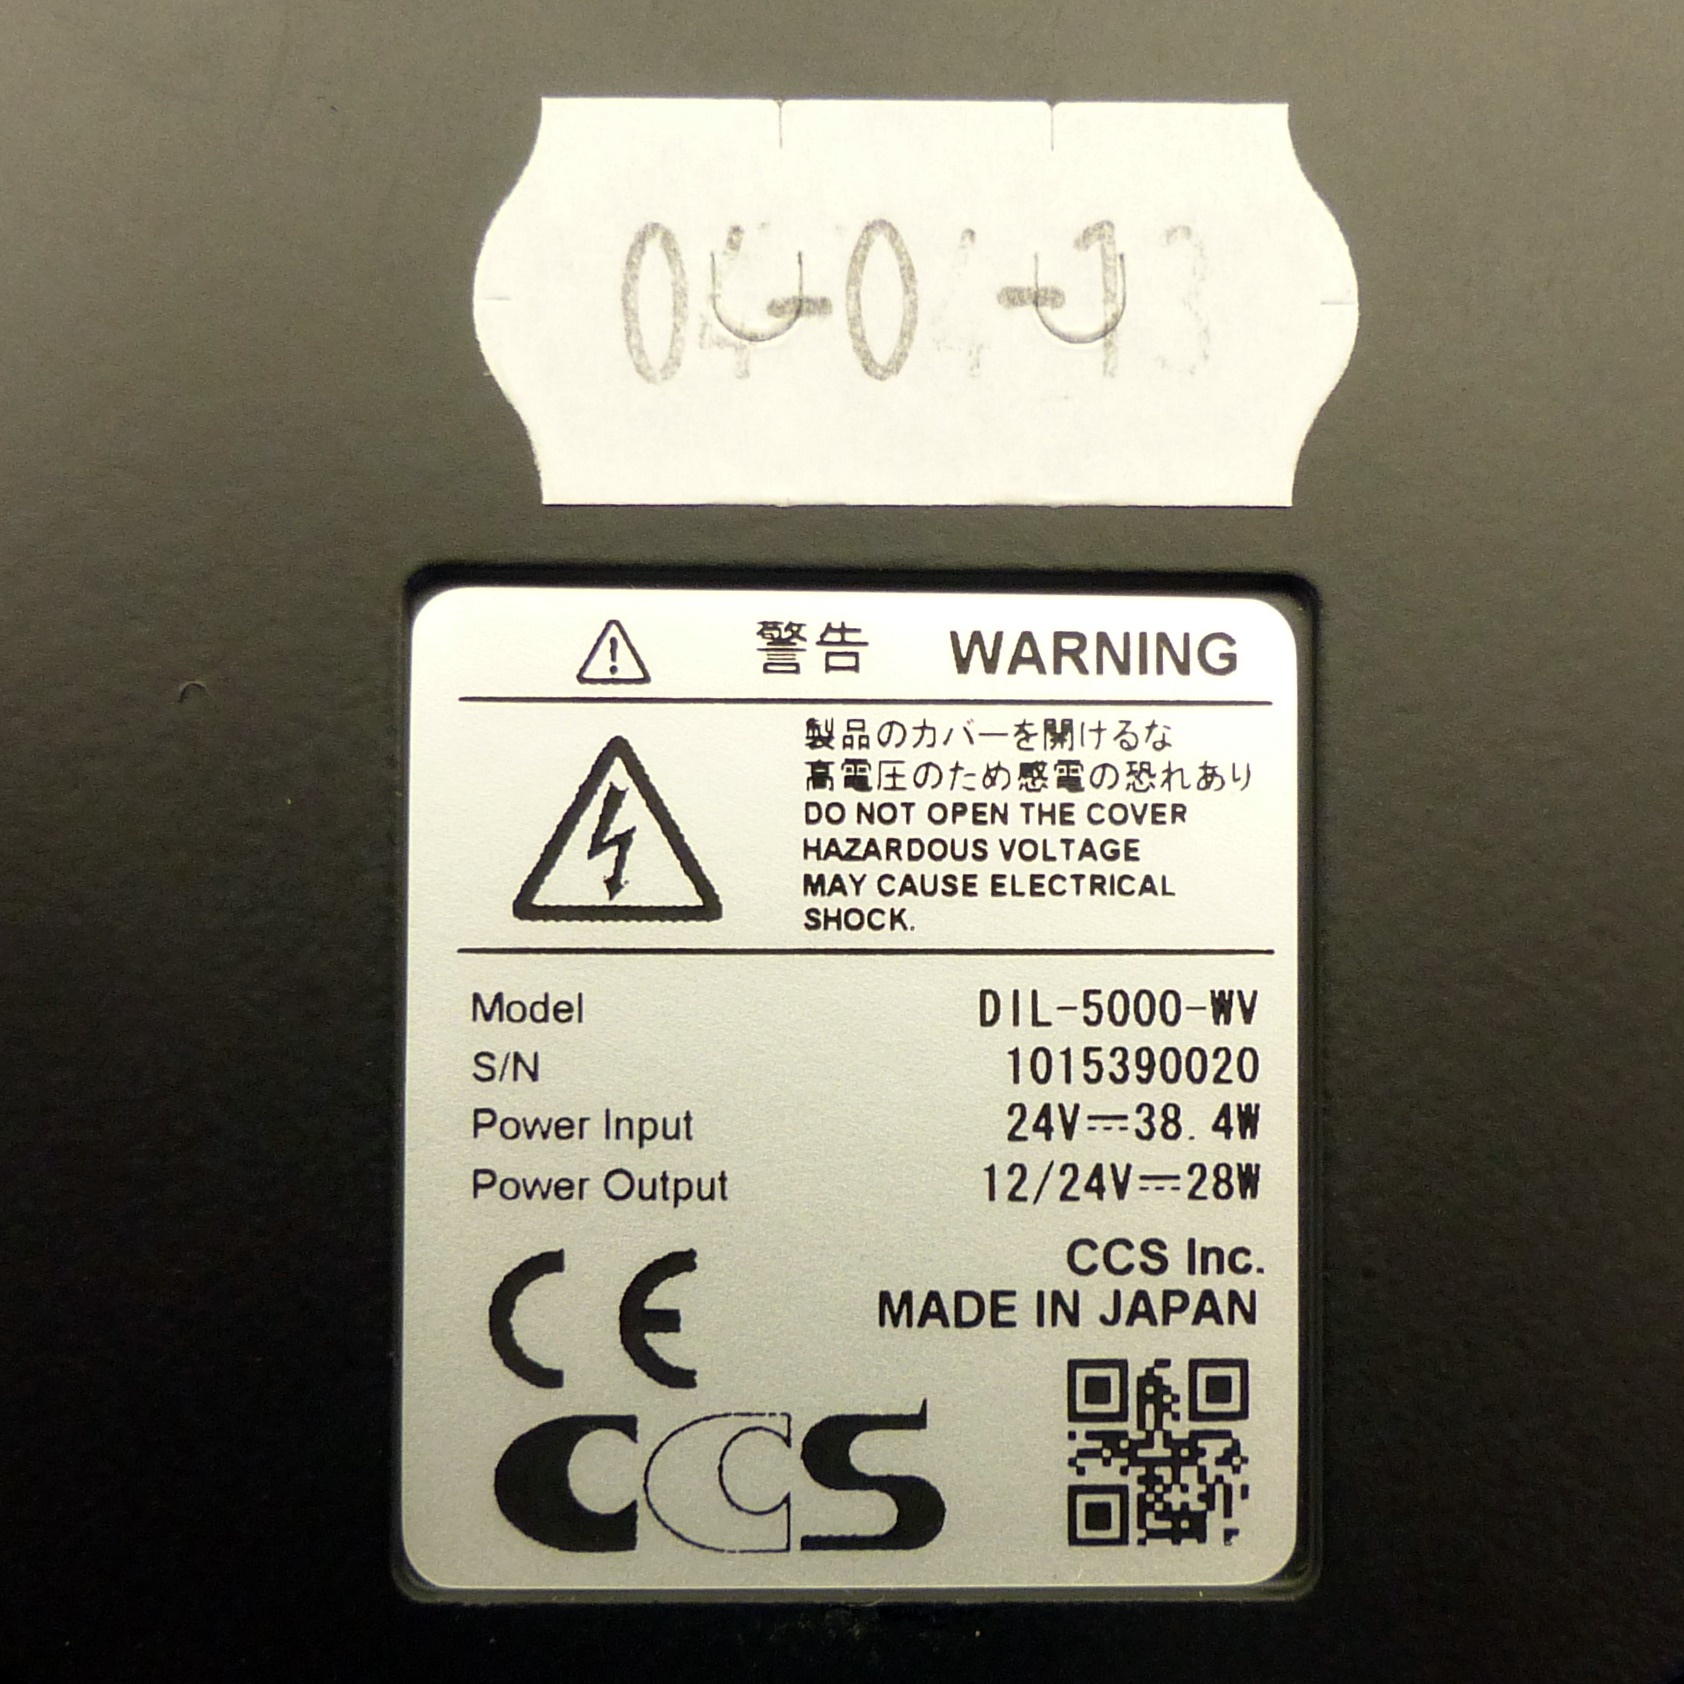 04-04-13
警告 WARNING
製品のカバーを開けるな
高電圧のため感電の恐れあり
DO NOT OPEN THE COVER
HAZARDOUS VOLTAGE
MAY CAUSE ELECTRICAL
SHOCK.
Model DIL-5000-WV
S/N 1015390020
Power Input 24V⎓38.4W
Power Output 12/24V⎓28W
CE
CCS Inc.
MADE IN JAPAN
CCS